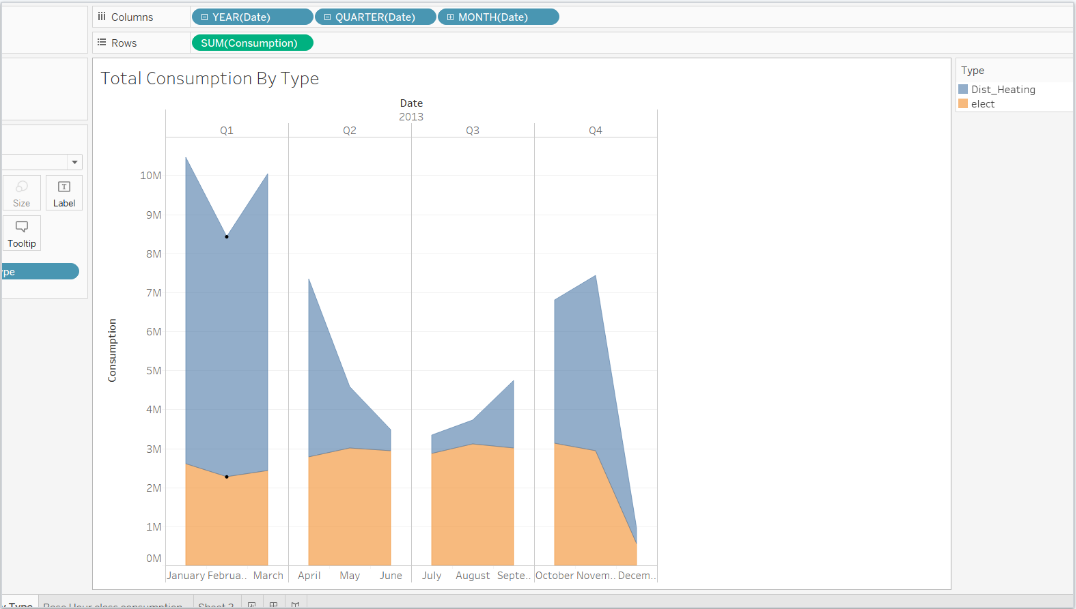 Columns YEAR(Date) QUARTER(Date) MONTH(Date)
Rows SUM(Consumption)
Total Consumption By Type
Type
Dist_Heating
elect
Date
2013
Q1 Q2 Q3 Q4
10M
9M
8M
7M
6M
5M
4M
3M
2M
1M
0M
Consumption
January Februa.. March April May June July August Septe.. October Novem.. Decem..
Size Label
Tooltip
ype
y Type Sheet 2